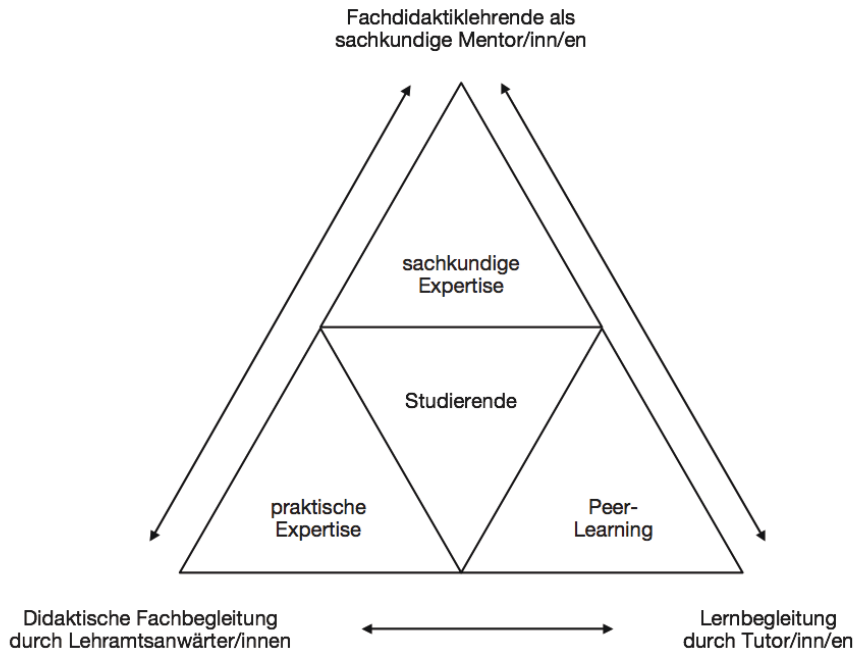 Fachdidaktiklehrende als
sachkundige Mentor/inn/en
sachkundige
Expertise
Studierende
praktische
Expertise
Peer-
Learning
Didaktische Fachbegleitung
durch Lehramtsanwärter/innen
Lernbegleitung
durch Tutor/inn/en